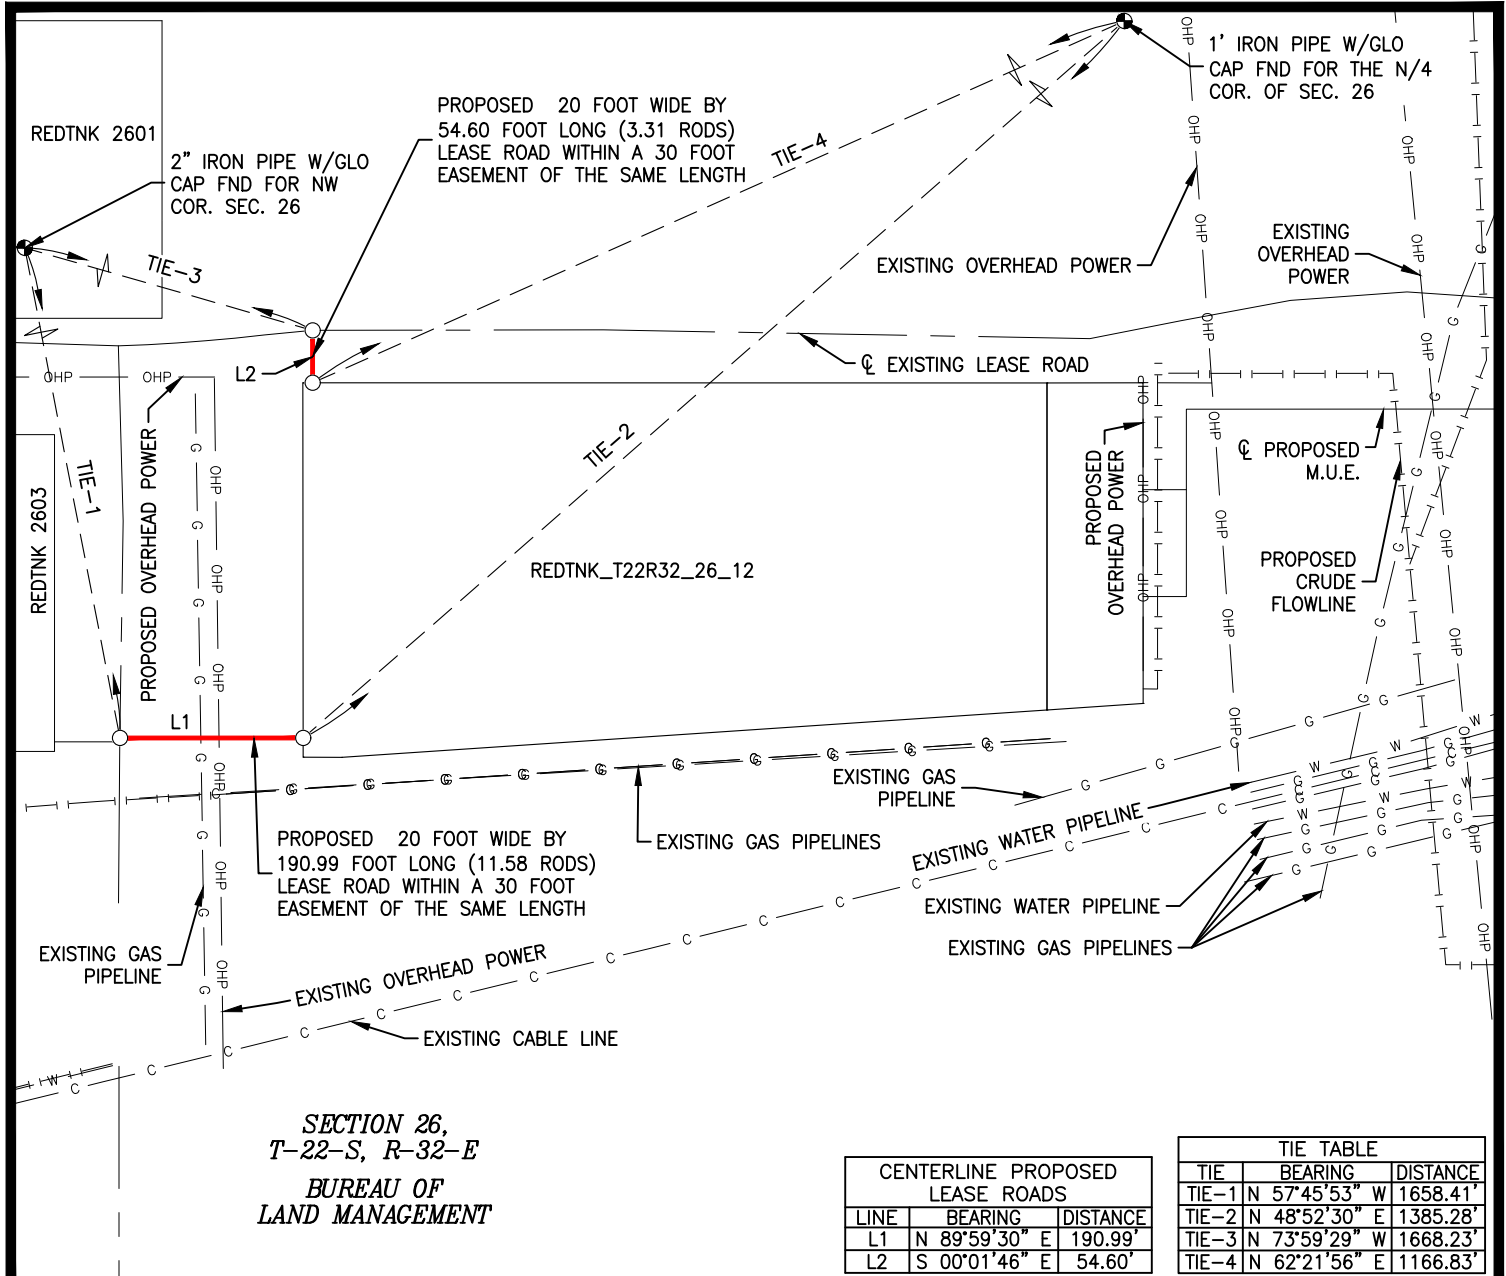 1' IRON PIPE W/GLO
CAP FND FOR THE N/4
COR. OF SEC. 26
PROPOSED 20 FOOT WIDE BY
54.60 FOOT LONG (3.31 RODS)
LEASE ROAD WITHIN A 30 FOOT
EASEMENT OF THE SAME LENGTH
REDTNK 2601
2" IRON PIPE W/GLO
CAP FND FOR NW
COR. SEC. 26
TIE-4
TIE-3
EXISTING OVERHEAD POWER
EXISTING
OVERHEAD
POWER
L2
℄ EXISTING LEASE ROAD
OHP
OHP
TIE-1
TIE-2
REDTNK 2603
PROPOSED OVERHEAD POWER
PROPOSED
OVERHEAD POWER
℄ PROPOSED
M.U.E.
REDTNK_T22R32_26_12
PROPOSED
CRUDE
FLOWLINE
L1
EXISTING GAS
PIPELINE
EXISTING GAS PIPELINES
EXISTING WATER PIPELINE
PROPOSED 20 FOOT WIDE BY
190.99 FOOT LONG (11.58 RODS)
LEASE ROAD WITHIN A 30 FOOT
EASEMENT OF THE SAME LENGTH
EXISTING WATER PIPELINE
EXISTING GAS PIPELINES
EXISTING GAS
PIPELINE
EXISTING OVERHEAD POWER
EXISTING CABLE LINE
SECTION 26,
T-22-S, R-32-E
BUREAU OF
LAND MANAGEMENT
CENTERLINE PROPOSED
LEASE ROADS
LINE BEARING DISTANCE
L1 N 89°59'30" E 190.99'
L2 S 00°01'46" E 54.60'
TIE TABLE
TIE BEARING DISTANCE
TIE-1 N 57°45'53" W 1658.41'
TIE-2 N 48°52'30" E 1385.28'
TIE-3 N 73°59'29" W 1668.23'
TIE-4 N 62°21'56" E 1166.83'